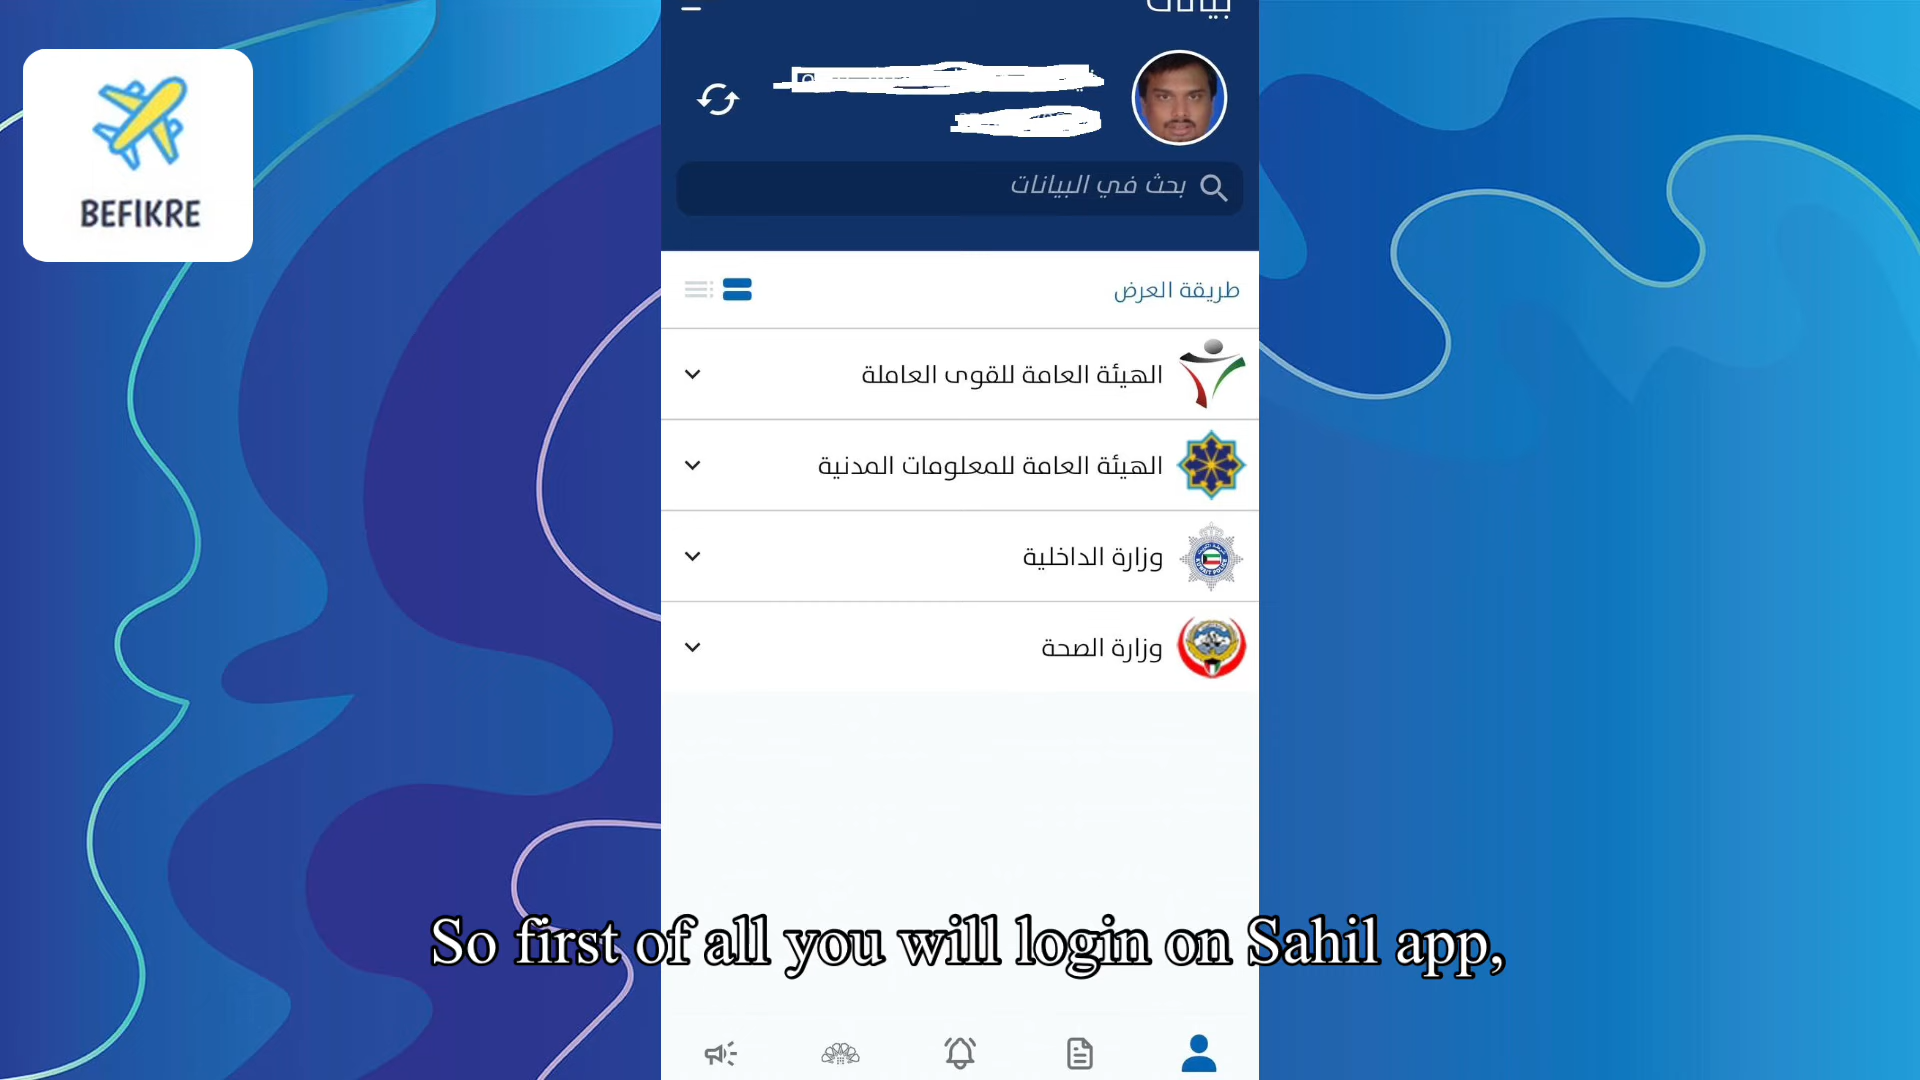 بيانات
BEFIKRE
بحث في البيانات
طريقة العرض
الهيئة العامة للقوى العاملة
الهيئة العامة للمعلومات المدنية
وزارة الداخلية
وزارة الصحة
So first of all you will login on Sahil app,